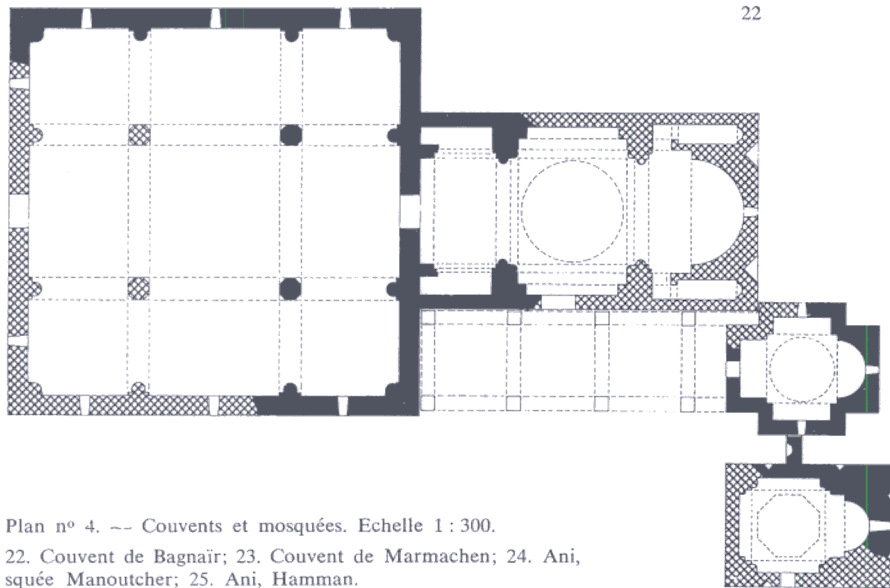 22
Plan nº 4. — Couvents et mosquées. Echelle 1 : 300.
22. Couvent de Bagnaïr; 23. Couvent de Marmachen; 24. Ani,
squée Manoutcher; 25. Ani, Hamman.